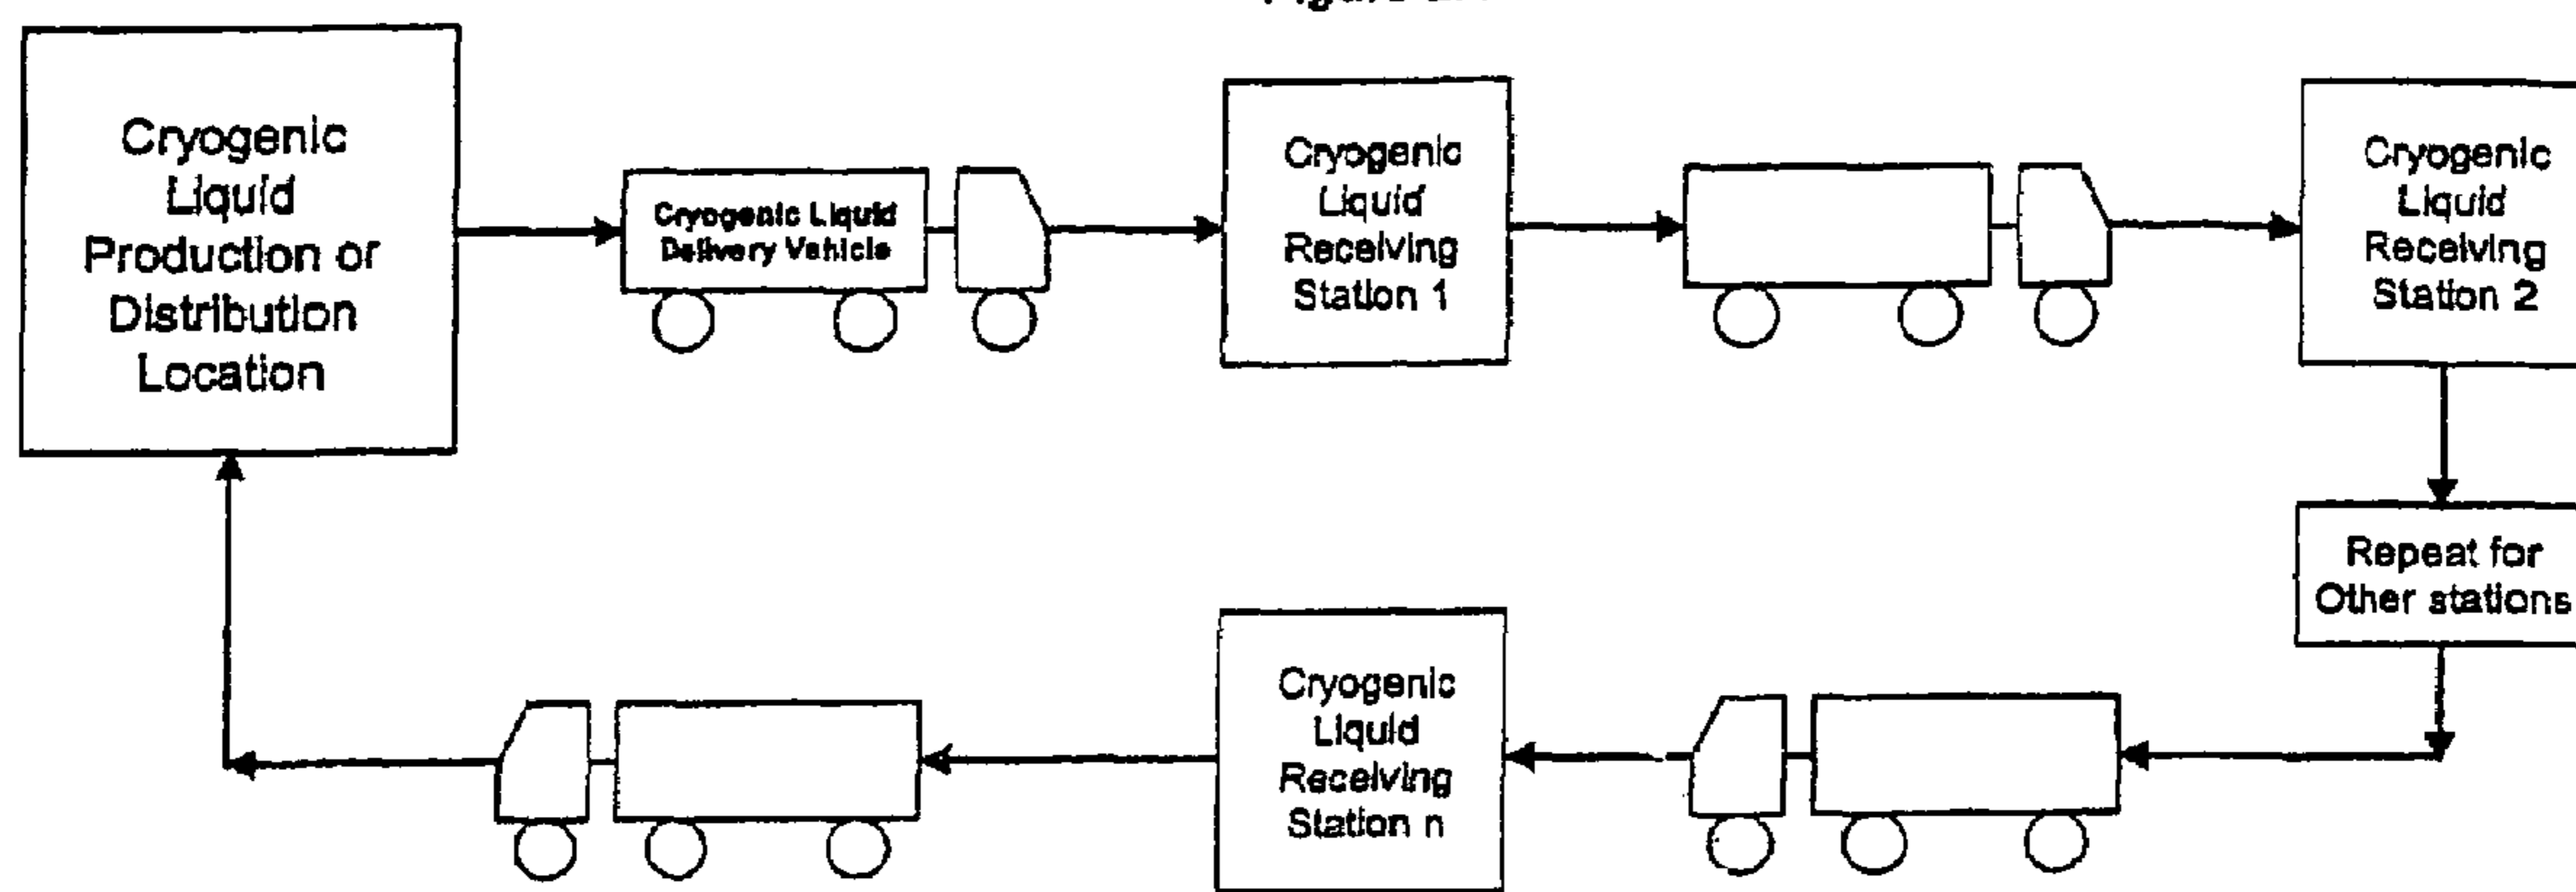 Cryogenic
Liquid
Production or
Distribution
Location
Cryogenic Liquid
Delivery Vehicle
Cryogenic
Liquid
Receiving
Station 1
Cryogenic
Liquid
Receiving
Station 2
Repeat for
Other stations
Cryogenic
Liquid
Receiving
Station n